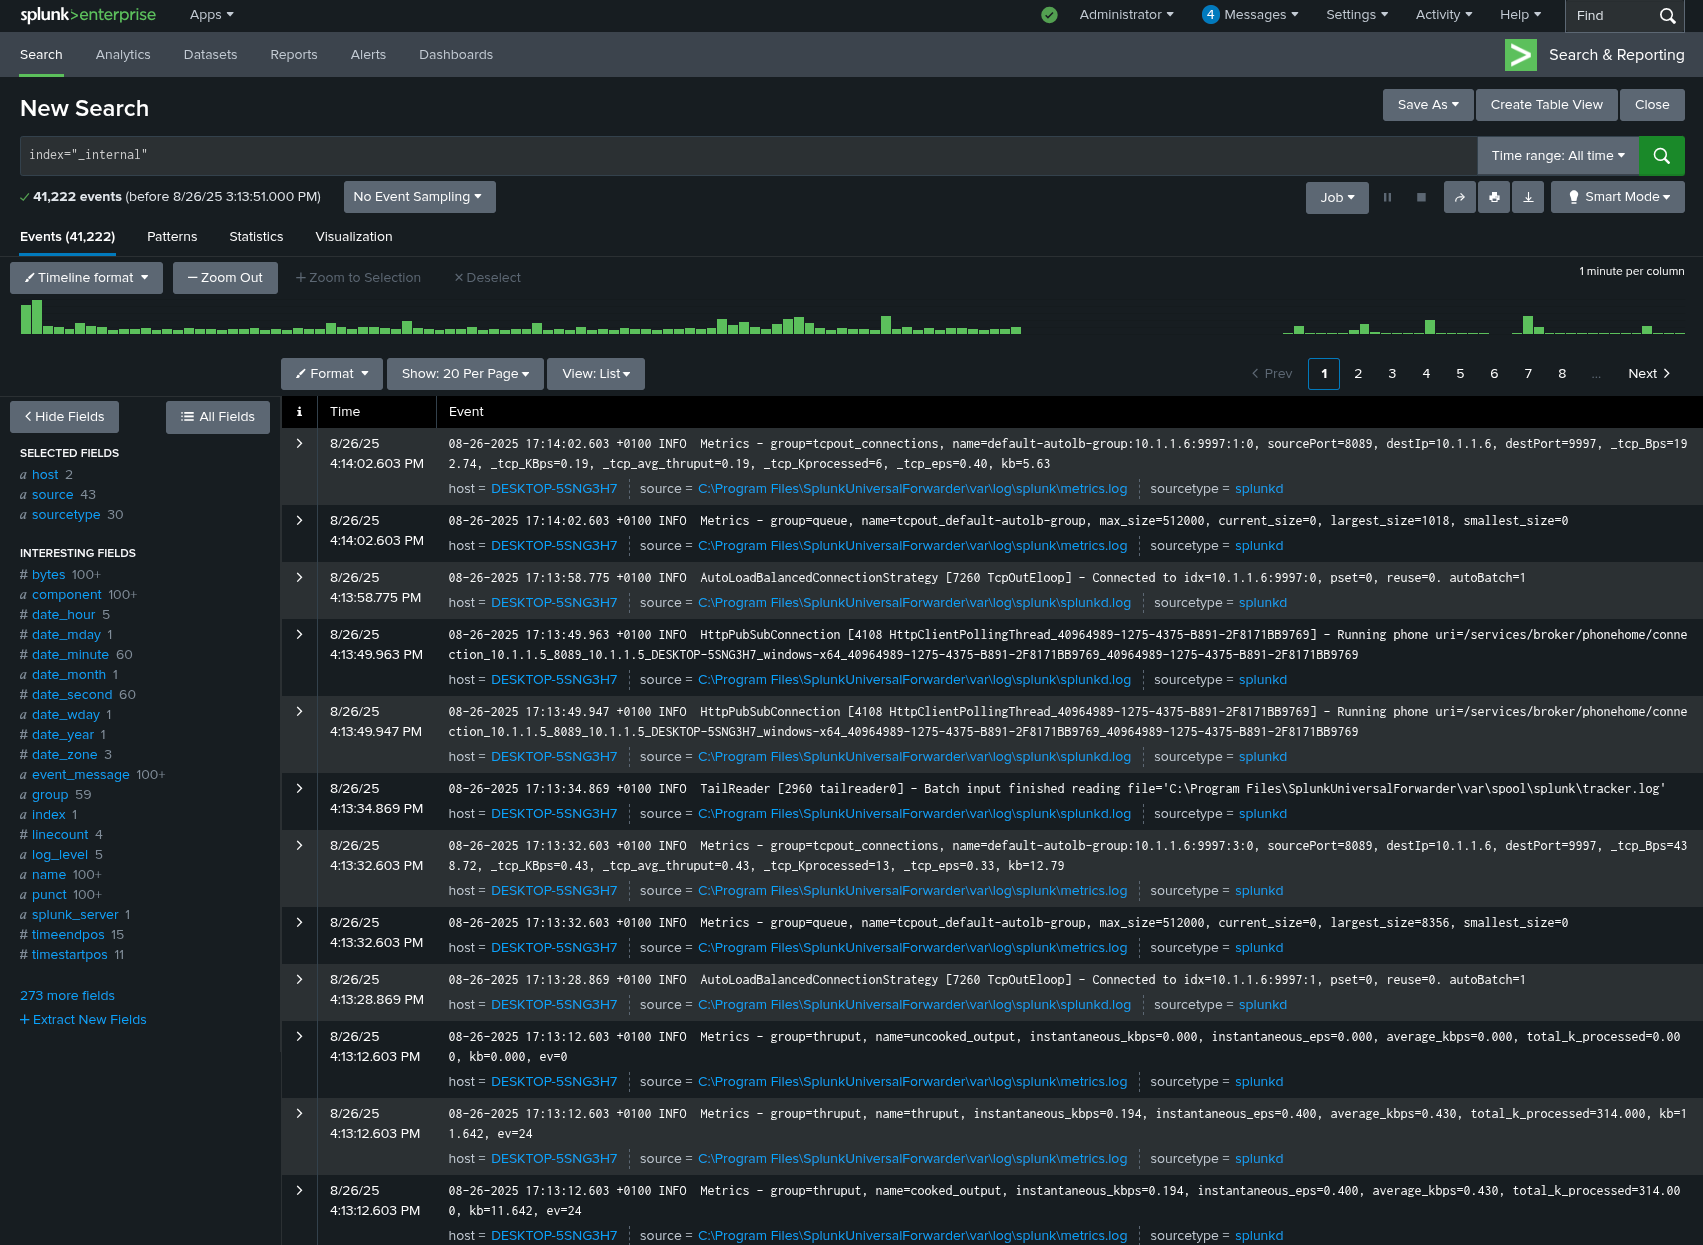 splunk>enterprise Apps Administrator 4 Messages Settings Activity Help Find
Search Analytics Datasets Reports Alerts Dashboards Search & Reporting
New Search Save As Create Table View Close
index="_internal" Time range: All time
41,222 events (before 8/26/25 3:13:51.000 PM) No Event Sampling Job Smart Mode
Events (41,222) Patterns Statistics Visualization
Timeline format — Zoom Out + Zoom to Selection × Deselect 1 minute per column
Format Show: 20 Per Page View: List < Prev 1 2 3 4 5 6 7 8 ... Next >
< Hide Fields All Fields
SELECTED FIELDS
a host 2
a source 43
a sourcetype 30
INTERESTING FIELDS
# bytes 100+
a component 100+
# date_hour 5
# date_mday 1
# date_minute 60
a date_month 1
# date_second 60
a date_wday 1
# date_year 1
# date_zone 3
a event_message 100+
a group 59
a index 1
# linecount 4
a log_level 5
a name 100+
a punct 100+
a splunk_server 1
# timeendpos 15
# timestartpos 11
273 more fields
+ Extract New Fields
i Time Event
> 8/26/25 08-26-2025 17:14:02.603 +0100 INFO Metrics - group=tcpout_connections, name=default-autolb-group:10.1.1.6:9997:1:0, sourcePort=8089, destIp=10.1.1.6, destPort=9997, _tcp_Bps=19
4:14:02.603 PM 2.74, _tcp_KBps=0.19, _tcp_avg_thruput=0.19, _tcp_Kprocessed=6, _tcp_eps=0.40, kb=5.63
host = DESKTOP-5SNG3H7 source = C:\Program Files\SplunkUniversalForwarder\var\log\splunk\metrics.log sourcetype = splunkd
> 8/26/25 08-26-2025 17:14:02.603 +0100 INFO Metrics - group=queue, name=tcpout_default-autolb-group, max_size=512000, current_size=0, largest_size=1018, smallest_size=0
4:14:02.603 PM host = DESKTOP-5SNG3H7 source = C:\Program Files\SplunkUniversalForwarder\var\log\splunk\metrics.log sourcetype = splunkd
> 8/26/25 08-26-2025 17:13:58.775 +0100 INFO AutoLoadBalancedConnectionStrategy [7260 TcpOutEloop] - Connected to idx=10.1.1.6:9997:0, pset=0, reuse=0. autoBatch=1
4:13:58.775 PM host = DESKTOP-5SNG3H7 source = C:\Program Files\SplunkUniversalForwarder\var\log\splunk\splunkd.log sourcetype = splunkd
> 8/26/25 08-26-2025 17:13:49.963 +0100 INFO HttpPubSubConnection [4108 HttpClientPollingThread_40964989-1275-4375-B891-2F8171BB9769] - Running phone uri=/services/broker/phonehome/conne
4:13:49.963 PM ction_10.1.1.5_8089_10.1.1.5_DESKTOP-5SNG3H7_windows-x64_40964989-1275-4375-B891-2F8171BB9769_40964989-1275-4375-B891-2F8171BB9769
host = DESKTOP-5SNG3H7 source = C:\Program Files\SplunkUniversalForwarder\var\log\splunk\splunkd.log sourcetype = splunkd
> 8/26/25 08-26-2025 17:13:49.947 +0100 INFO HttpPubSubConnection [4108 HttpClientPollingThread_40964989-1275-4375-B891-2F8171BB9769] - Running phone uri=/services/broker/phonehome/conne
4:13:49.947 PM ction_10.1.1.5_8089_10.1.1.5_DESKTOP-5SNG3H7_windows-x64_40964989-1275-4375-B891-2F8171BB9769_40964989-1275-4375-B891-2F8171BB9769
host = DESKTOP-5SNG3H7 source = C:\Program Files\SplunkUniversalForwarder\var\log\splunk\splunkd.log sourcetype = splunkd
> 8/26/25 08-26-2025 17:13:34.869 +0100 INFO TailReader [2960 tailreader0] - Batch input finished reading file='C:\Program Files\SplunkUniversalForwarder\var\spool\splunk\tracker.log'
4:13:34.869 PM host = DESKTOP-5SNG3H7 source = C:\Program Files\SplunkUniversalForwarder\var\log\splunk\splunkd.log sourcetype = splunkd
> 8/26/25 08-26-2025 17:13:32.603 +0100 INFO Metrics - group=tcpout_connections, name=default-autolb-group:10.1.1.6:9997:3:0, sourcePort=8089, destIp=10.1.1.6, destPort=9997, _tcp_Bps=43
4:13:32.603 PM 8.72, _tcp_KBps=0.43, _tcp_avg_thruput=0.43, _tcp_Kprocessed=13, _tcp_eps=0.33, kb=12.79
host = DESKTOP-5SNG3H7 source = C:\Program Files\SplunkUniversalForwarder\var\log\splunk\metrics.log sourcetype = splunkd
> 8/26/25 08-26-2025 17:13:32.603 +0100 INFO Metrics - group=queue, name=tcpout_default-autolb-group, max_size=512000, current_size=0, largest_size=8356, smallest_size=0
4:13:32.603 PM host = DESKTOP-5SNG3H7 source = C:\Program Files\SplunkUniversalForwarder\var\log\splunk\metrics.log sourcetype = splunkd
> 8/26/25 08-26-2025 17:13:28.869 +0100 INFO AutoLoadBalancedConnectionStrategy [7260 TcpOutEloop] - Connected to idx=10.1.1.6:9997:1, pset=0, reuse=0. autoBatch=1
4:13:28.869 PM host = DESKTOP-5SNG3H7 source = C:\Program Files\SplunkUniversalForwarder\var\log\splunk\splunkd.log sourcetype = splunkd
> 8/26/25 08-26-2025 17:13:12.603 +0100 INFO Metrics - group=thruput, name=uncooked_output, instantaneous_kbps=0.000, instantaneous_eps=0.000, average_kbps=0.000, total_k_processed=0.00
4:13:12.603 PM 0, kb=0.000, ev=0
host = DESKTOP-5SNG3H7 source = C:\Program Files\SplunkUniversalForwarder\var\log\splunk\metrics.log sourcetype = splunkd
> 8/26/25 08-26-2025 17:13:12.603 +0100 INFO Metrics - group=thruput, name=thruput, instantaneous_kbps=0.194, instantaneous_eps=0.400, average_kbps=0.430, total_k_processed=314.000, kb=1
4:13:12.603 PM 1.642, ev=24
host = DESKTOP-5SNG3H7 source = C:\Program Files\SplunkUniversalForwarder\var\log\splunk\metrics.log sourcetype = splunkd
> 8/26/25 08-26-2025 17:13:12.603 +0100 INFO Metrics - group=thruput, name=cooked_output, instantaneous_kbps=0.194, instantaneous_eps=0.400, average_kbps=0.430, total_k_processed=314.00
4:13:12.603 PM 0, kb=11.642, ev=24
host = DESKTOP-5SNG3H7 source = C:\Program Files\SplunkUniversalForwarder\var\log\splunk\metrics.log sourcetype = splunkd